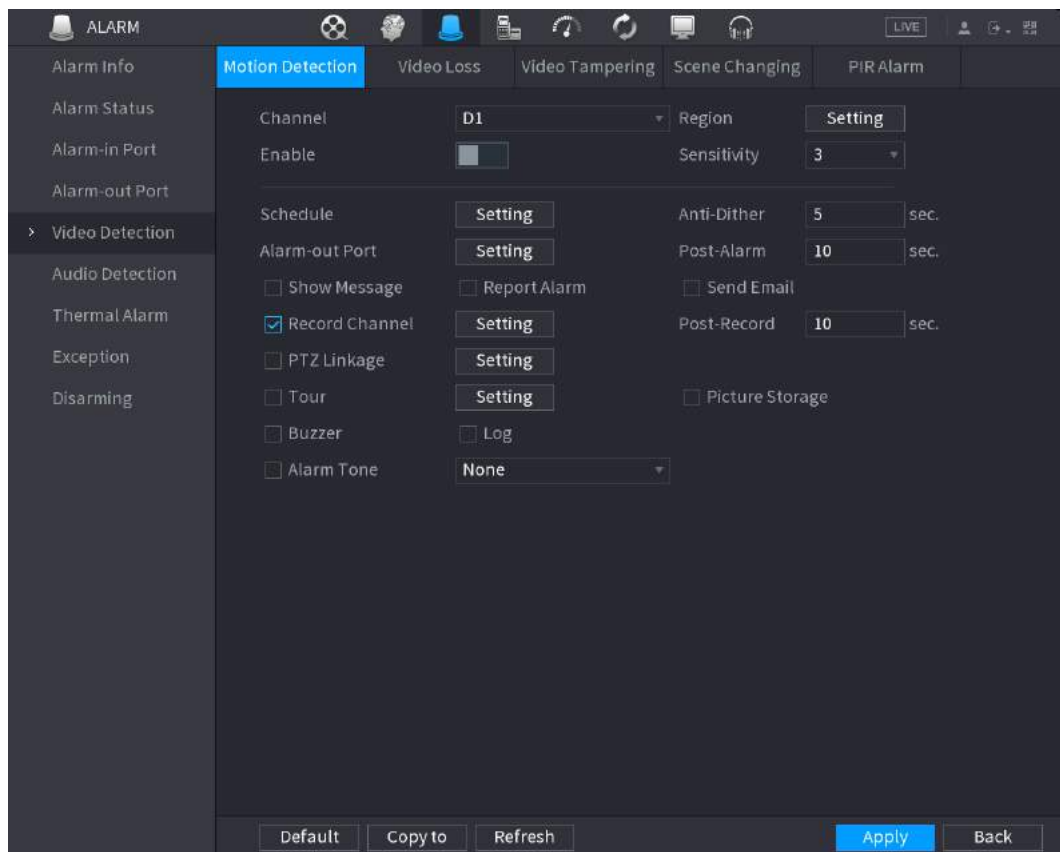 ALARM LIVE
Alarm Info
Alarm Status
Alarm-in Port
Alarm-out Port
Video Detection
Audio Detection
Thermal Alarm
Exception
Disarming
Motion Detection Video Loss Video Tampering Scene Changing PIR Alarm
Channel D1 Region Setting
Enable Sensitivity 3
Schedule Setting Anti-Dither 5 sec.
Alarm-out Port Setting Post-Alarm 10 sec.
Show Message Report Alarm Send Email
Record Channel Setting Post-Record 10 sec.
PTZ Linkage Setting
Tour Setting Picture Storage
Buzzer Log
Alarm Tone None
Default Copy to Refresh Apply Back